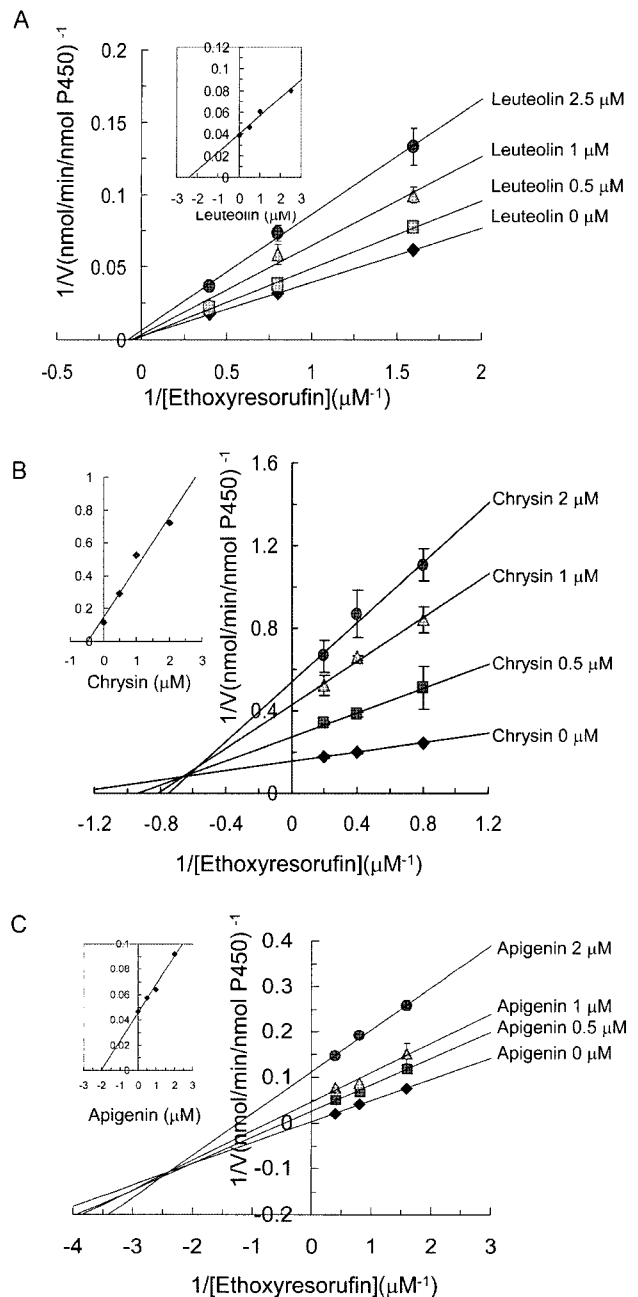 A
0.2
0.15
0.1
0.05
0
1/V(nmol/min/nmol P450) -1
-0.5
0
0.5
1
1.5
2
1/[Ethoxyresorufin](μM-1)
0.12
0.1
0.08
0.06
0.04
0.02
0.00
-3 -2 -1 0 1 2 3
Leuteolin (μM)
Leuteolin 2.5 μM
Leuteolin 1 μM
Leuteolin 0.5 μM
Leuteolin 0 μM
B
1
0.8
0.6
0.4
0.2
0
-1 0 1 2 3
Chrysin (μM)
1.6
1.2
0.8
0.4
0
1/V(nmol/min/nmol P450) -1
Chrysin 2 μM
Chrysin 1 μM
Chrysin 0.5 μM
Chrysin 0 μM
-1.2 -0.8 -0.4 0 0.4 0.8 1.2
1/[Ethoxyresorufin](μM-1)
C
0.1
0.08
0.06
0.04
0.02
0.00
-3 -2 -1 0 1 2 3
Apigenin (μM)
0.4
0.3
0.2
0.1
0
-0.1
-0.2
1/V(nmol/min/nmol P450) -1
Apigenin 2 μM
Apigenin 1 μM
Apigenin 0.5 μM
Apigenin 0 μM
-4 -3 -2 -1 0 1 2 3
1/[Ethoxyresorufin](μM-1)